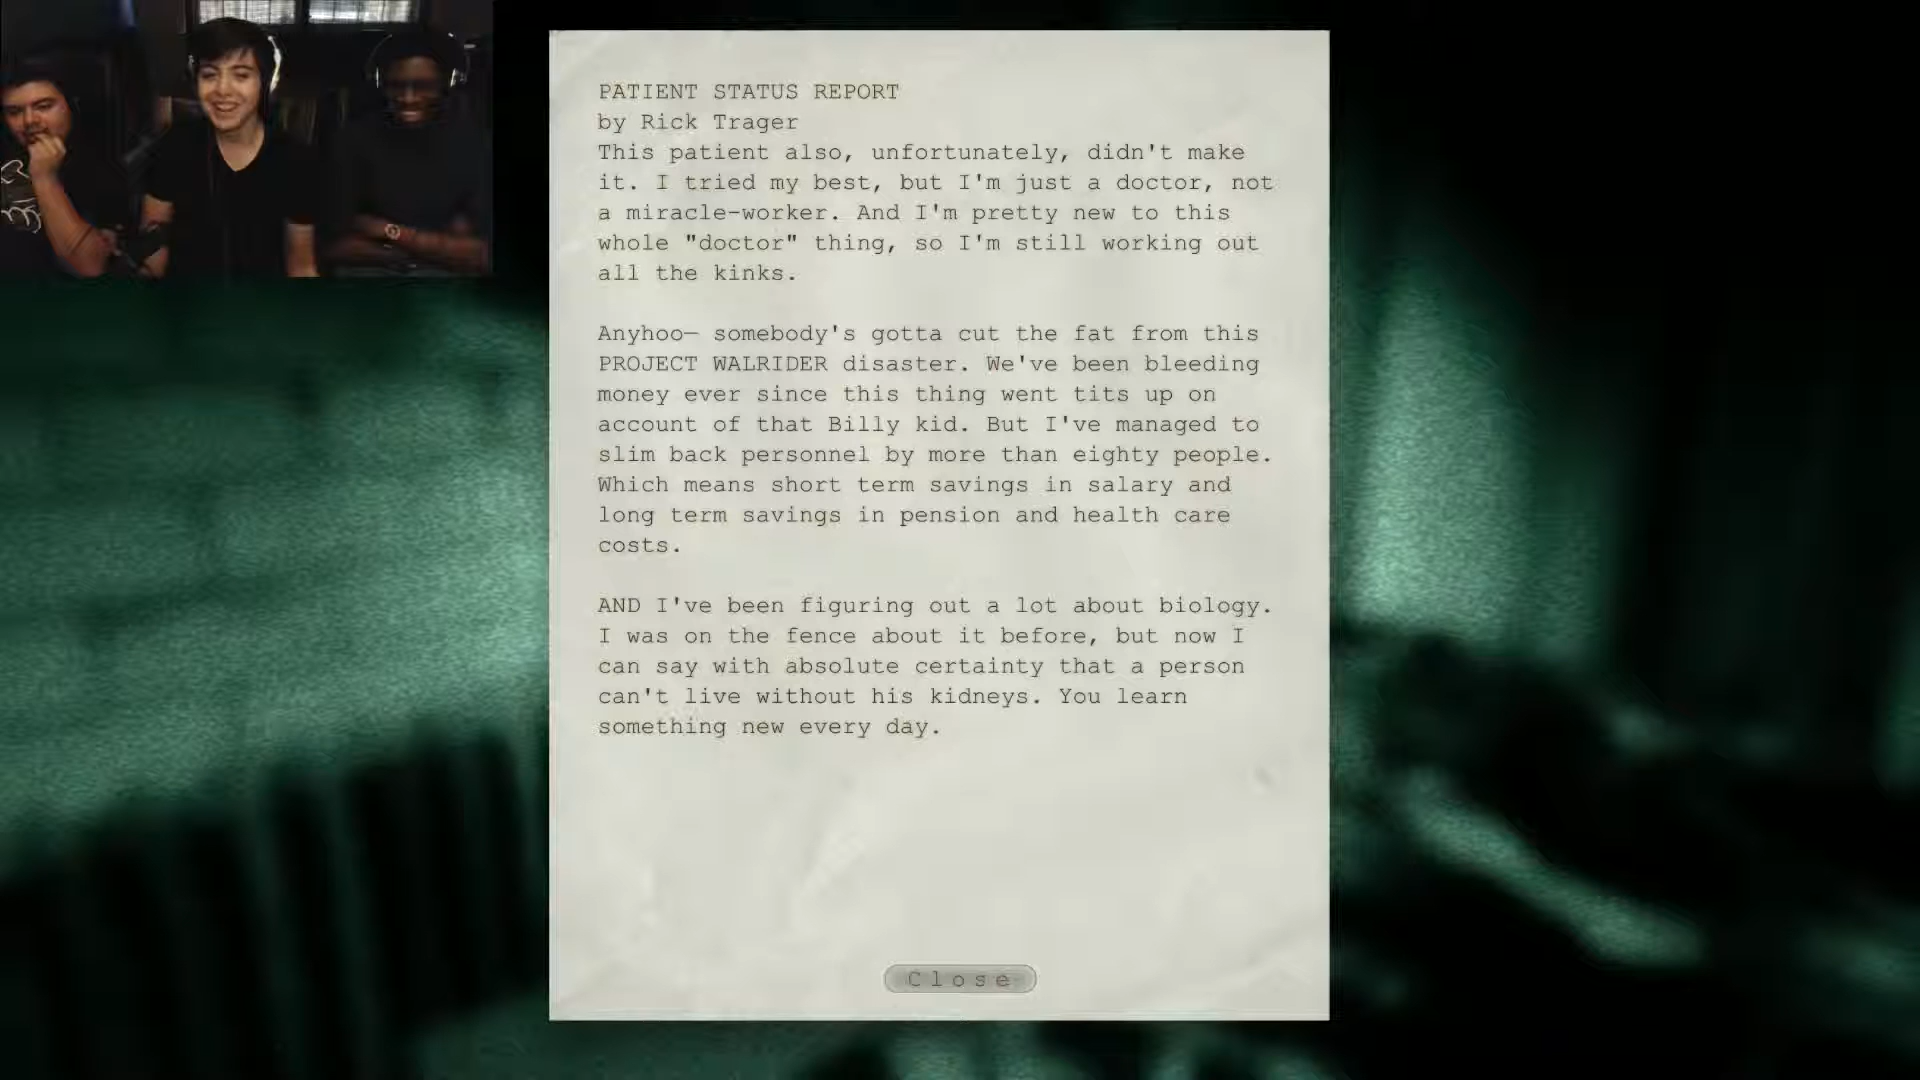 PATIENT STATUS REPORT
by Rick Trager
This patient also, unfortunately, didn't make
it. I tried my best, but I'm just a doctor, not
a miracle-worker. And I'm pretty new to this
whole "doctor" thing, so I'm still working out
all the kinks.
Anyhoo— somebody's gotta cut the fat from this
PROJECT WALRIDER disaster. We've been bleeding
money ever since this thing went tits up on
account of that Billy kid. But I've managed to
slim back personnel by more than eighty people.
Which means short term savings in salary and
long term savings in pension and health care
costs.
AND I've been figuring out a lot about biology.
I was on the fence about it before, but now I
can say with absolute certainty that a person
can't live without his kidneys. You learn
something new every day.
Close